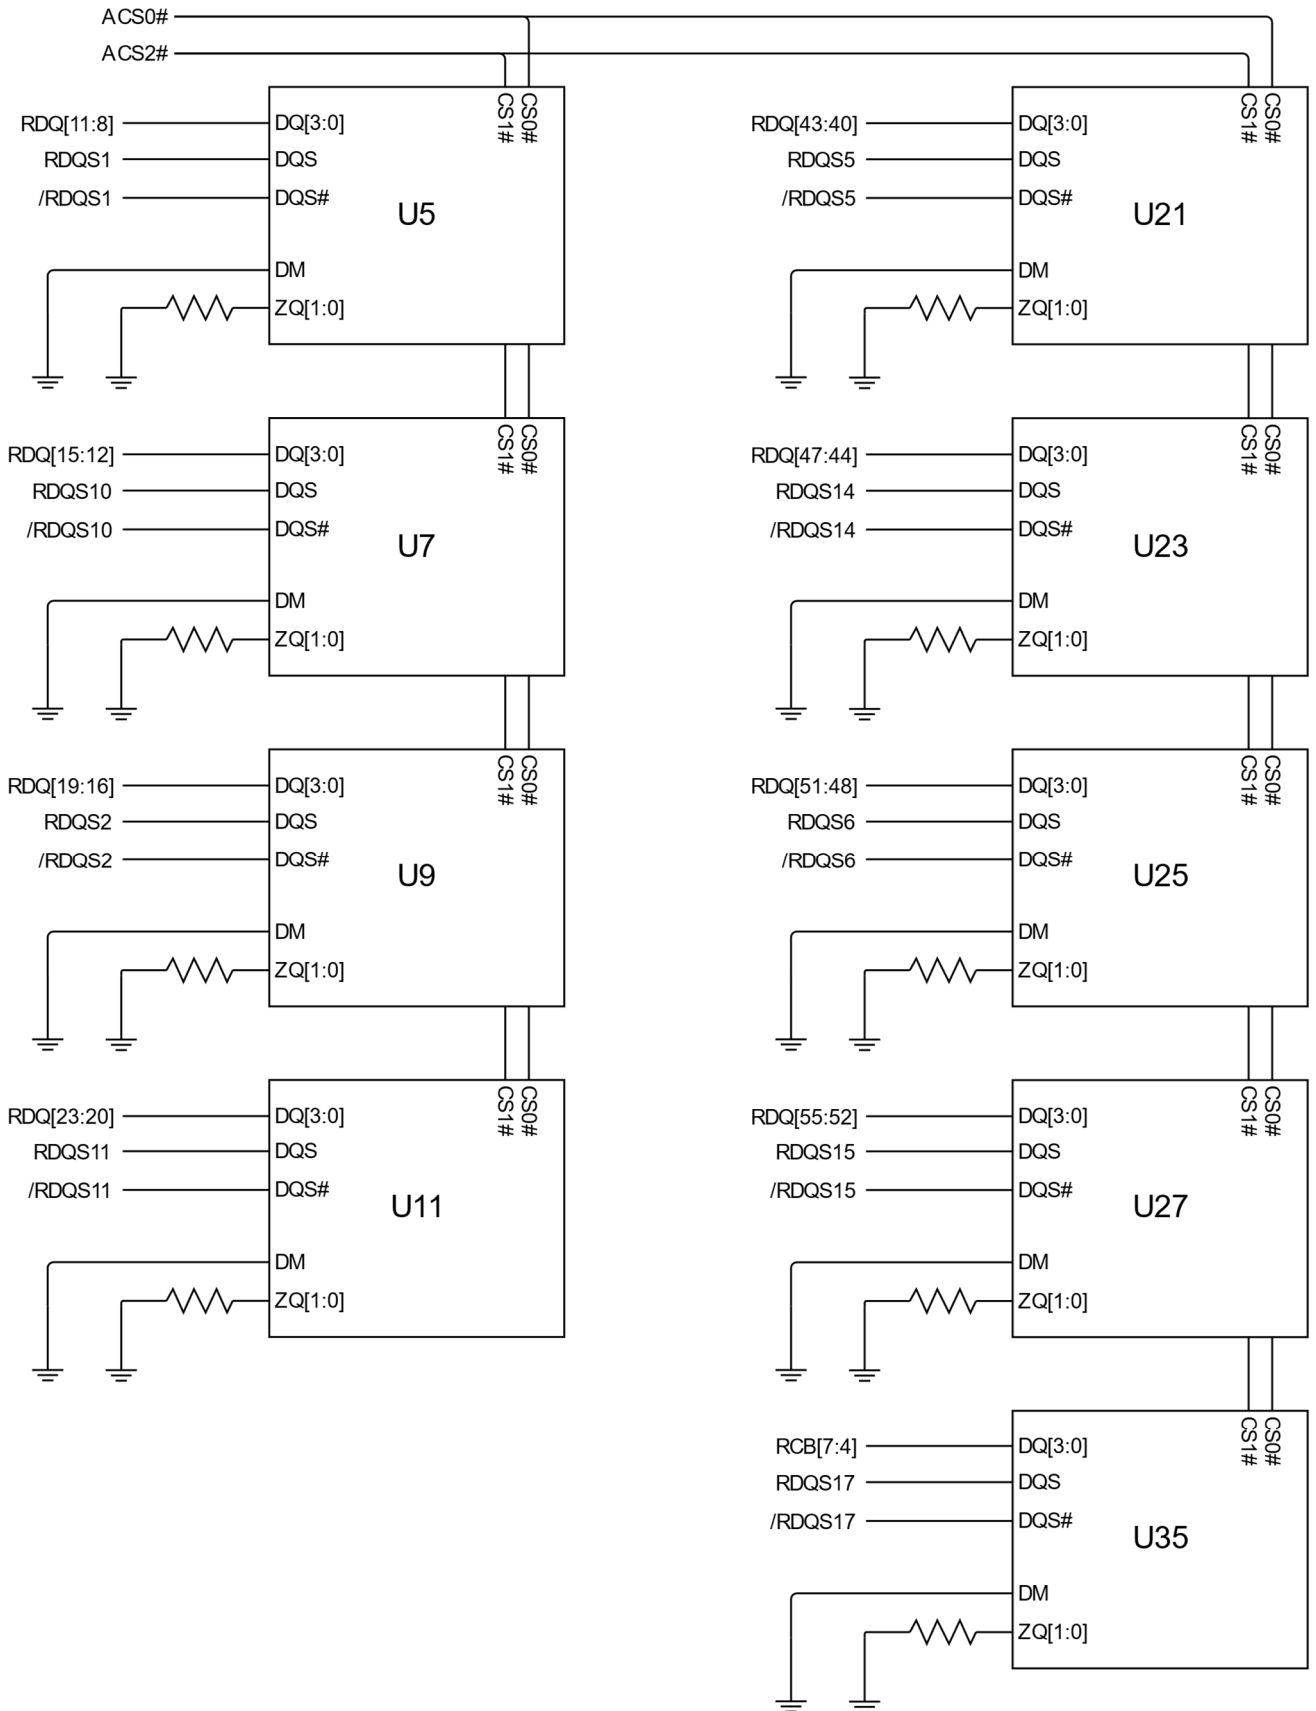 ACS0#
ACS2#
CS1# CS0#
RDQ[11:8] DQ[3:0]
RDQS1 DQS
/RDQS1 DQS#
U5
DM
ZQ[1:0]
CS1# CS0#
RDQ[15:12] DQ[3:0]
RDQS10 DQS
/RDQS10 DQS#
U7
DM
ZQ[1:0]
CS1# CS0#
RDQ[19:16] DQ[3:0]
RDQS2 DQS
/RDQS2 DQS#
U9
DM
ZQ[1:0]
CS1# CS0#
RDQ[23:20] DQ[3:0]
RDQS11 DQS
/RDQS11 DQS#
U11
DM
ZQ[1:0]
CS1# CS0#
RDQ[43:40] DQ[3:0]
RDQS5 DQS
/RDQS5 DQS#
U21
DM
ZQ[1:0]
CS1# CS0#
RDQ[47:44] DQ[3:0]
RDQS14 DQS
/RDQS14 DQS#
U23
DM
ZQ[1:0]
CS1# CS0#
RDQ[51:48] DQ[3:0]
RDQS6 DQS
/RDQS6 DQS#
U25
DM
ZQ[1:0]
CS1# CS0#
RDQ[55:52] DQ[3:0]
RDQS15 DQS
/RDQS15 DQS#
U27
DM
ZQ[1:0]
CS1# CS0#
RCB[7:4] DQ[3:0]
RDQS17 DQS
/RDQS17 DQS#
U35
DM
ZQ[1:0]